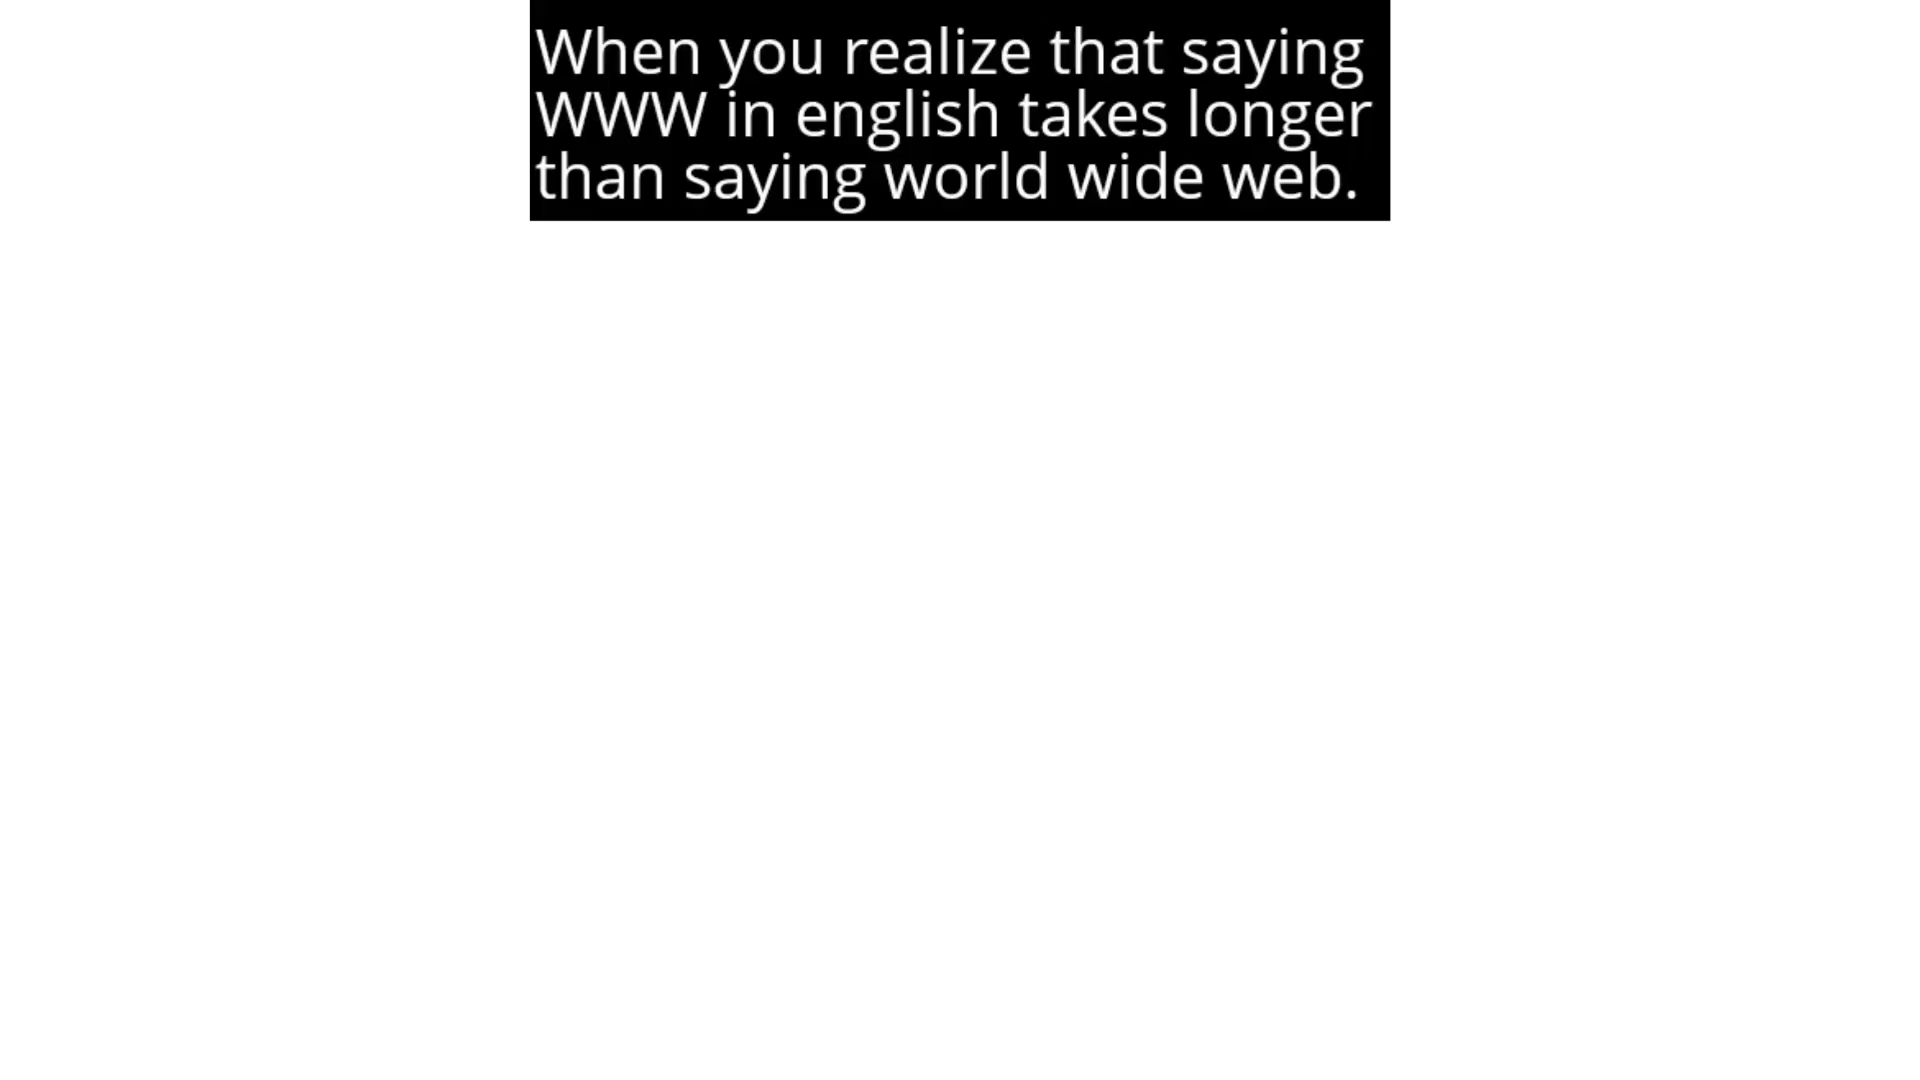 When you realize that saying
WWW in english takes longer
than saying world wide web.